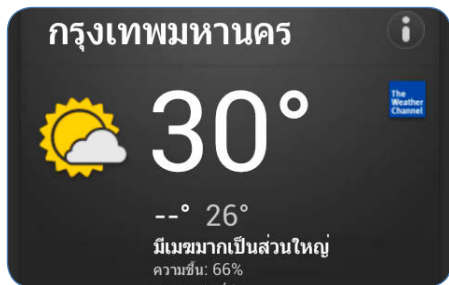 กรุงเทพมหานคร
The
Weather
Channel
30°
--° 26°
มีเมฆมากเป็นส่วนใหญ่
ความชื้น: 66%